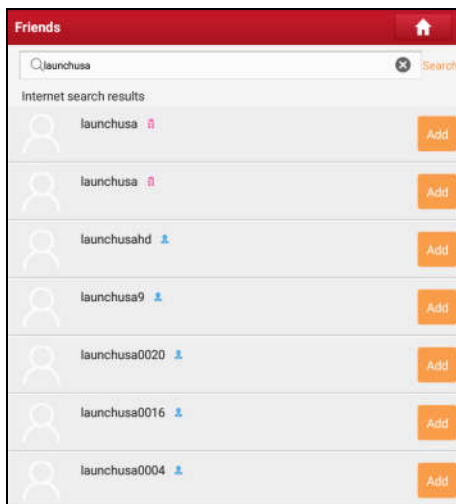 Friends
launchusa
Search
Internet search results
launchusa
Add
launchusa
Add
launchusahd
Add
launchusa9
Add
launchusa0020
Add
launchusa0016
Add
launchusa0004
Add